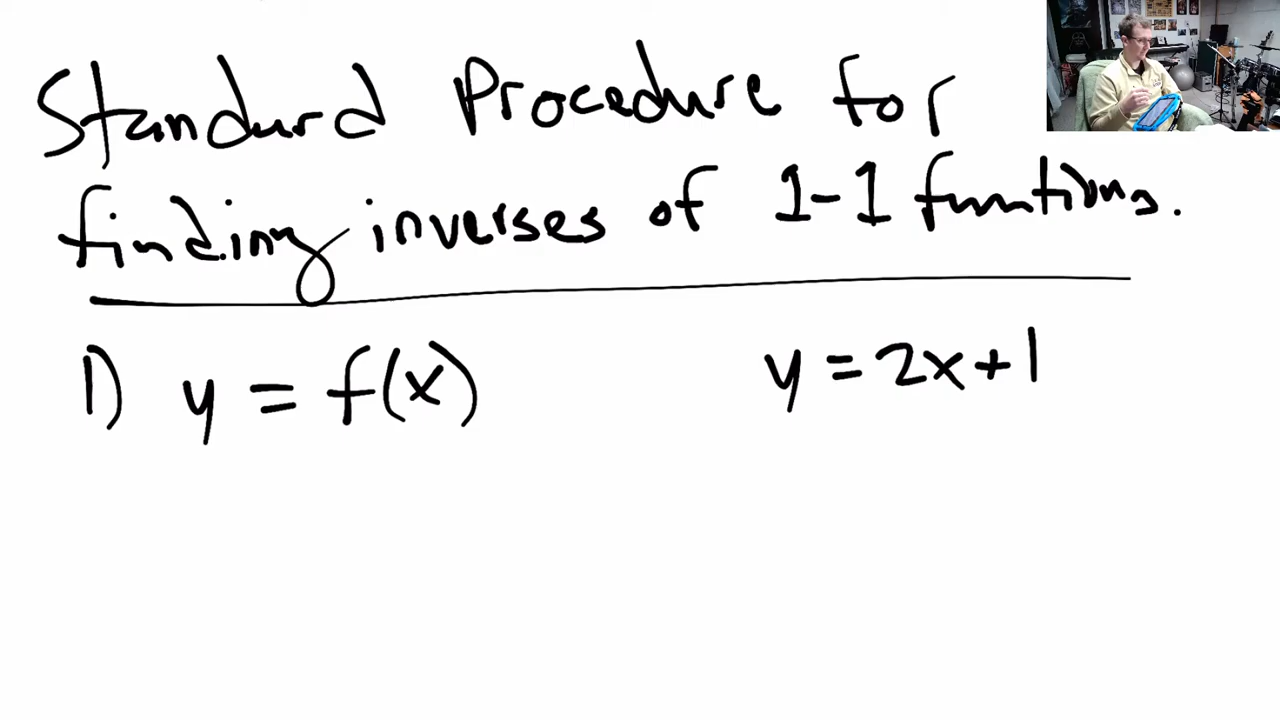 Standard Procedure for
finding inverses of 1-1 functions.
1) y = f(x)
y = 2x+1